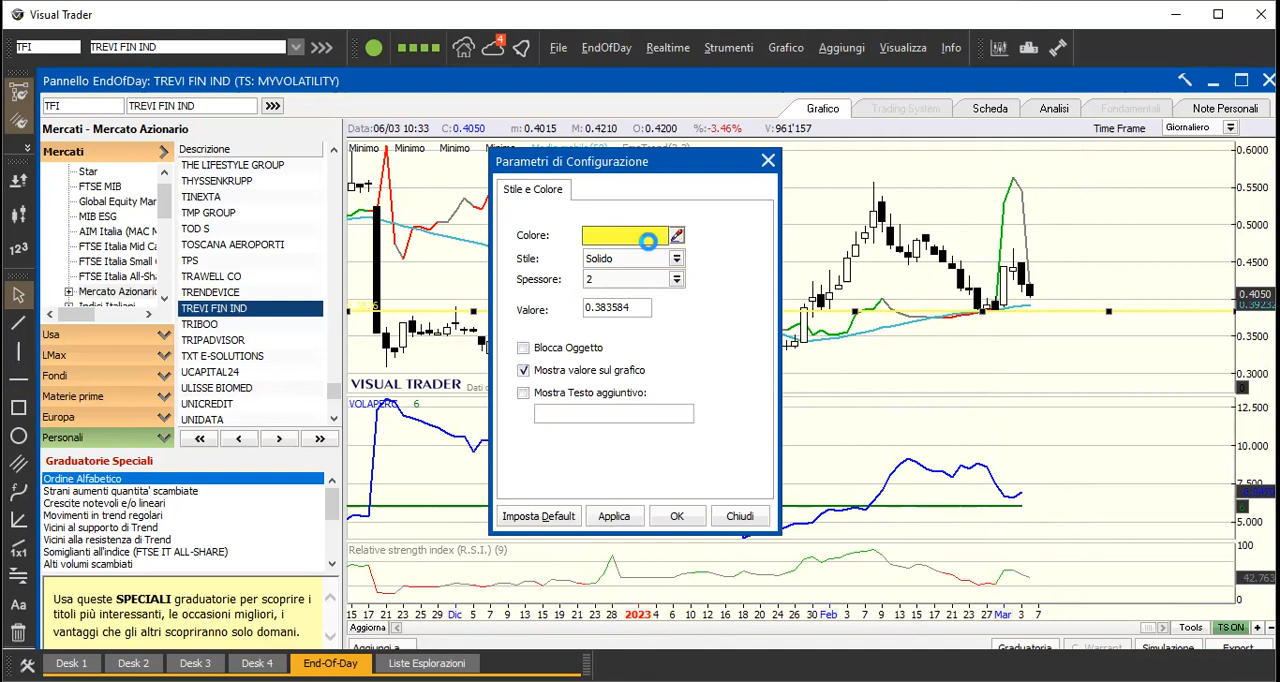 Visual Trader
TFI TREVI FIN IND 4 File EndOfDay Realtime Strumenti Grafico Aggiungi Visualizza Info
Pannello EndOfDay: TREVI FIN IND (TS: MYVOLATILITY)
TFI TREVI FIN IND Grafico Trading System Scheda Analisi Fondamentali Note Personali
Mercati - Mercato Azionario
Data:06/03 10:33 C:0.4050 m:0.4015 M:0.4210 O:0.4200 %:-3.46% V:961'157 Time Frame Giornaliero
Mercati
Star
FTSE MIB
Global Equity Mar
MIB ESG
AIM Italia (MAC M
FTSE Italia Mid Ca
FTSE Italia Small
FTSE Italia All-Sha
Mercato Azionario
Usa
LMax
Fondi
Materie prime
Europa
Personali
Descrizione
THE LIFESTYLE GROUP
THYSSENKRUPP
TINEXTA
TMP GROUP
TOD S
TOSCANA AEROPORTI
TPS
TRAWELL CO
TRENDEVICE
TREVI FIN IND
TRIBOO
TRIPADVISOR
TXT E-SOLUTIONS
UCAPITAL24
ULISSE BIOMED
UNICREDIT
UNIDATA
Graduatorie Speciali
Ordine Alfabetico
Strani aumenti quantita' scambiate
Crescite notevoli e/o lineari
Movimenti in trend regolari
Vicini al supporto di Trend
Vicini alla resistenza di Trend
Somiglianti all'indice (FTSE IT ALL-SHARE)
Alti volumi scambiati
Usa queste SPECIALI graduatorie per scoprire i
titoli più interessanti, le occasioni migliori, i
vantaggi che gli altri scopriranno solo domani.
Minimo Minimo Minimo
Parametri di Configurazione
Stile e Colore
Colore:
Stile: Solido
Spessore: 2
Valore: 0.383584
Blocca Oggetto
Mostra valore sul grafico
Mostra Testo aggiuntivo:
Imposta Default Applica OK Chiudi
0.6000
0.5500
0.5000
0.4500
0.4050
0.3500
0.3000
VISUAL TRADER
6
12.500
10.000
7.500
5.000
Relative strength index (R.S.I.) (9)
100
42.763
0
15 17 21 23 25 29 Dic 5 7 9 13 15 19 21 23 28 30 2023 4 6 10 12 16 18 20 24 26 30 Feb 3 7 9 13 15 17 21 23 27 Mar 3 7
Aggiorna Tools TS ON
Desk 1 Desk 2 Desk 3 Desk 4 End-Of-Day Liste Esplorazioni
123
1x1
Aa